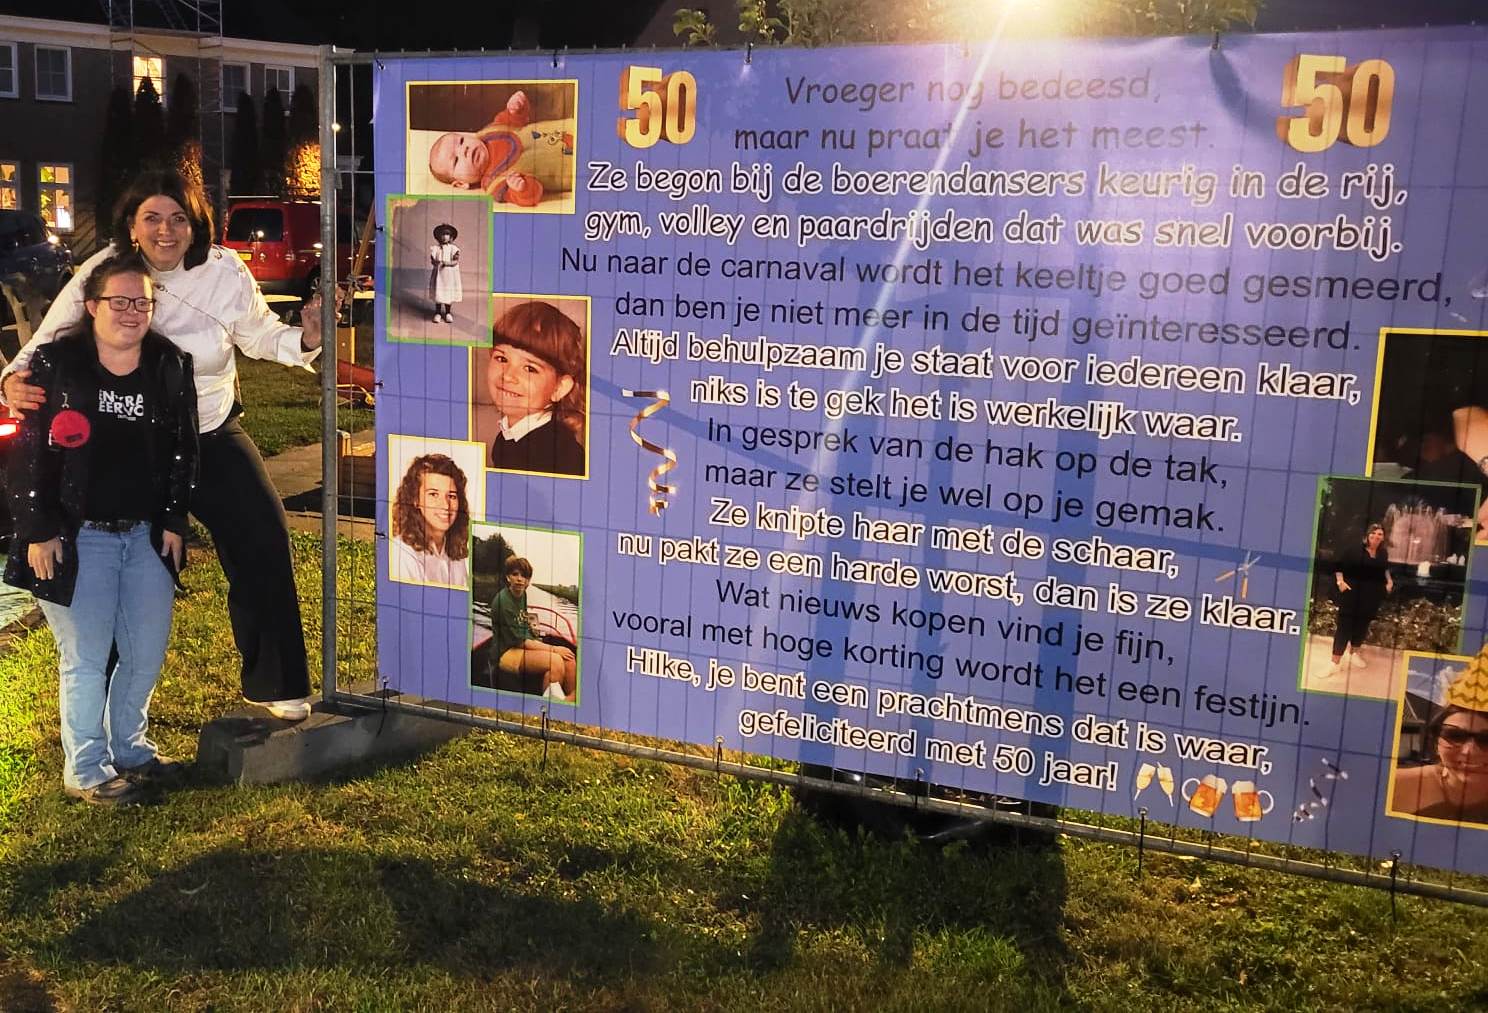 50
50
Vroeger nog bedeesd,
maar nu praat je het meest.
Ze begon bij de boerendansers keurig in de rij,
gym, volley en paardrijden dat was snel voorbij.
Nu naar de carnaval wordt het keeltje goed gesmeerd,
dan ben je niet meer in de tijd geïnteresseerd.
Altijd behulpzaam je staat voor iedereen klaar,
niks is te gek het is werkelijk waar.
In gesprek van de hak op de tak,
maar ze stelt je wel op je gemak.
Ze knipte haar met de schaar,
nu pakt ze een harde worst, dan is ze klaar.
Wat nieuws kopen vind je fijn,
vooral met hoge korting wordt het een festijn.
Hilke, je bent een prachtmens dat is waar,
gefeliciteerd met 50 jaar!